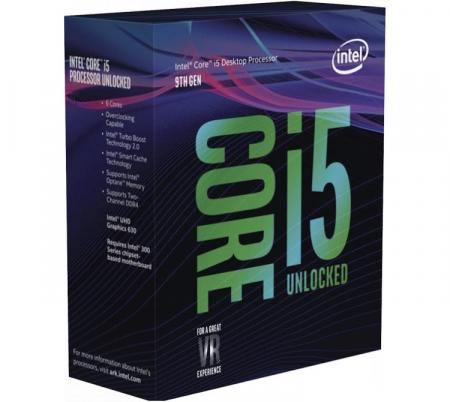 INTEL® CORE™ i5
PROCESSOR UNLOCKED
• 6 Cores
• Overclocking
Capable
• Intel® Turbo Boost
Technology 2.0
• Intel® Smart Cache
Technology
• Supports Intel®
Optane™ Memory
• Supports Two-
Channel DDR4
Intel® UHD
Graphics 630
Requires Intel® 300
Series chipset-
based motherboard
For more information about Intel's
processors, visit ark.intel.com
Intel® Core™ i5 Desktop Processor
9TH GEN
intel®
CORE
i5
UNLOCKED
FOR A GREAT
VR
EXPERIENCE